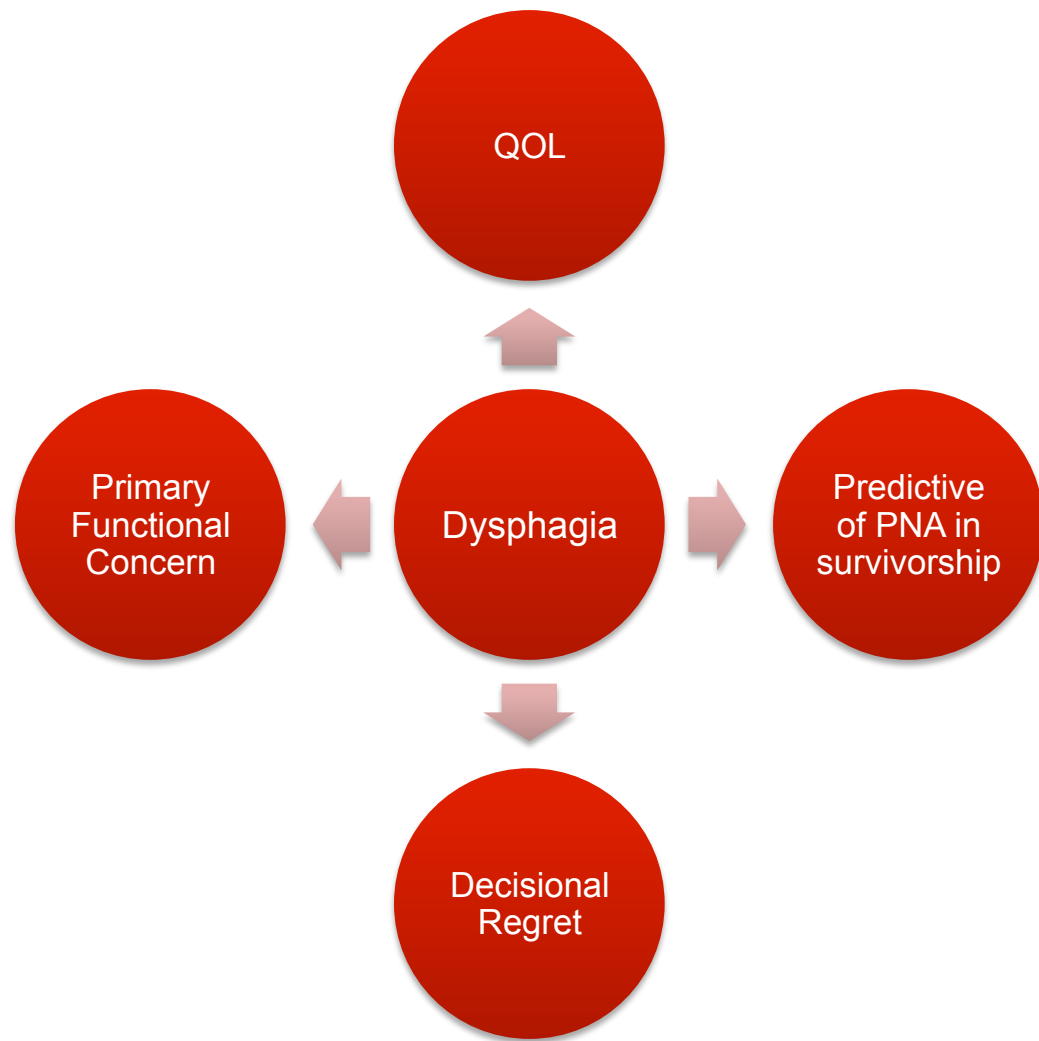 QOL
Primary
Functional
Concern
Dysphagia
Predictive
of PNA in
survivorship
Decisional
Regret